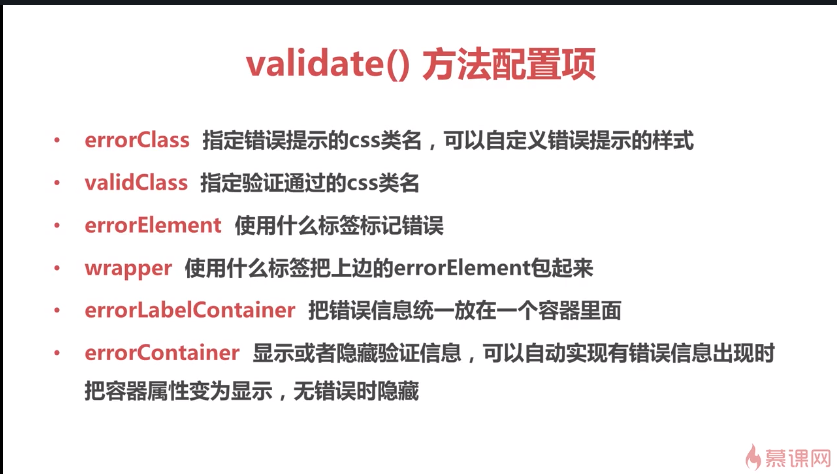 validate() 方法配置项
• errorClass 指定错误提示的css类名，可以自定义错误提示的样式
• validClass 指定验证通过的css类名
• errorElement 使用什么标签标记错误
• wrapper 使用什么标签把上边的errorElement包起来
• errorLabelContainer 把错误信息统一放在一个容器里面
• errorContainer 显示或者隐藏验证信息，可以自动实现有错误信息出现时
把容器属性变为显示，无错误时隐藏
慕课网